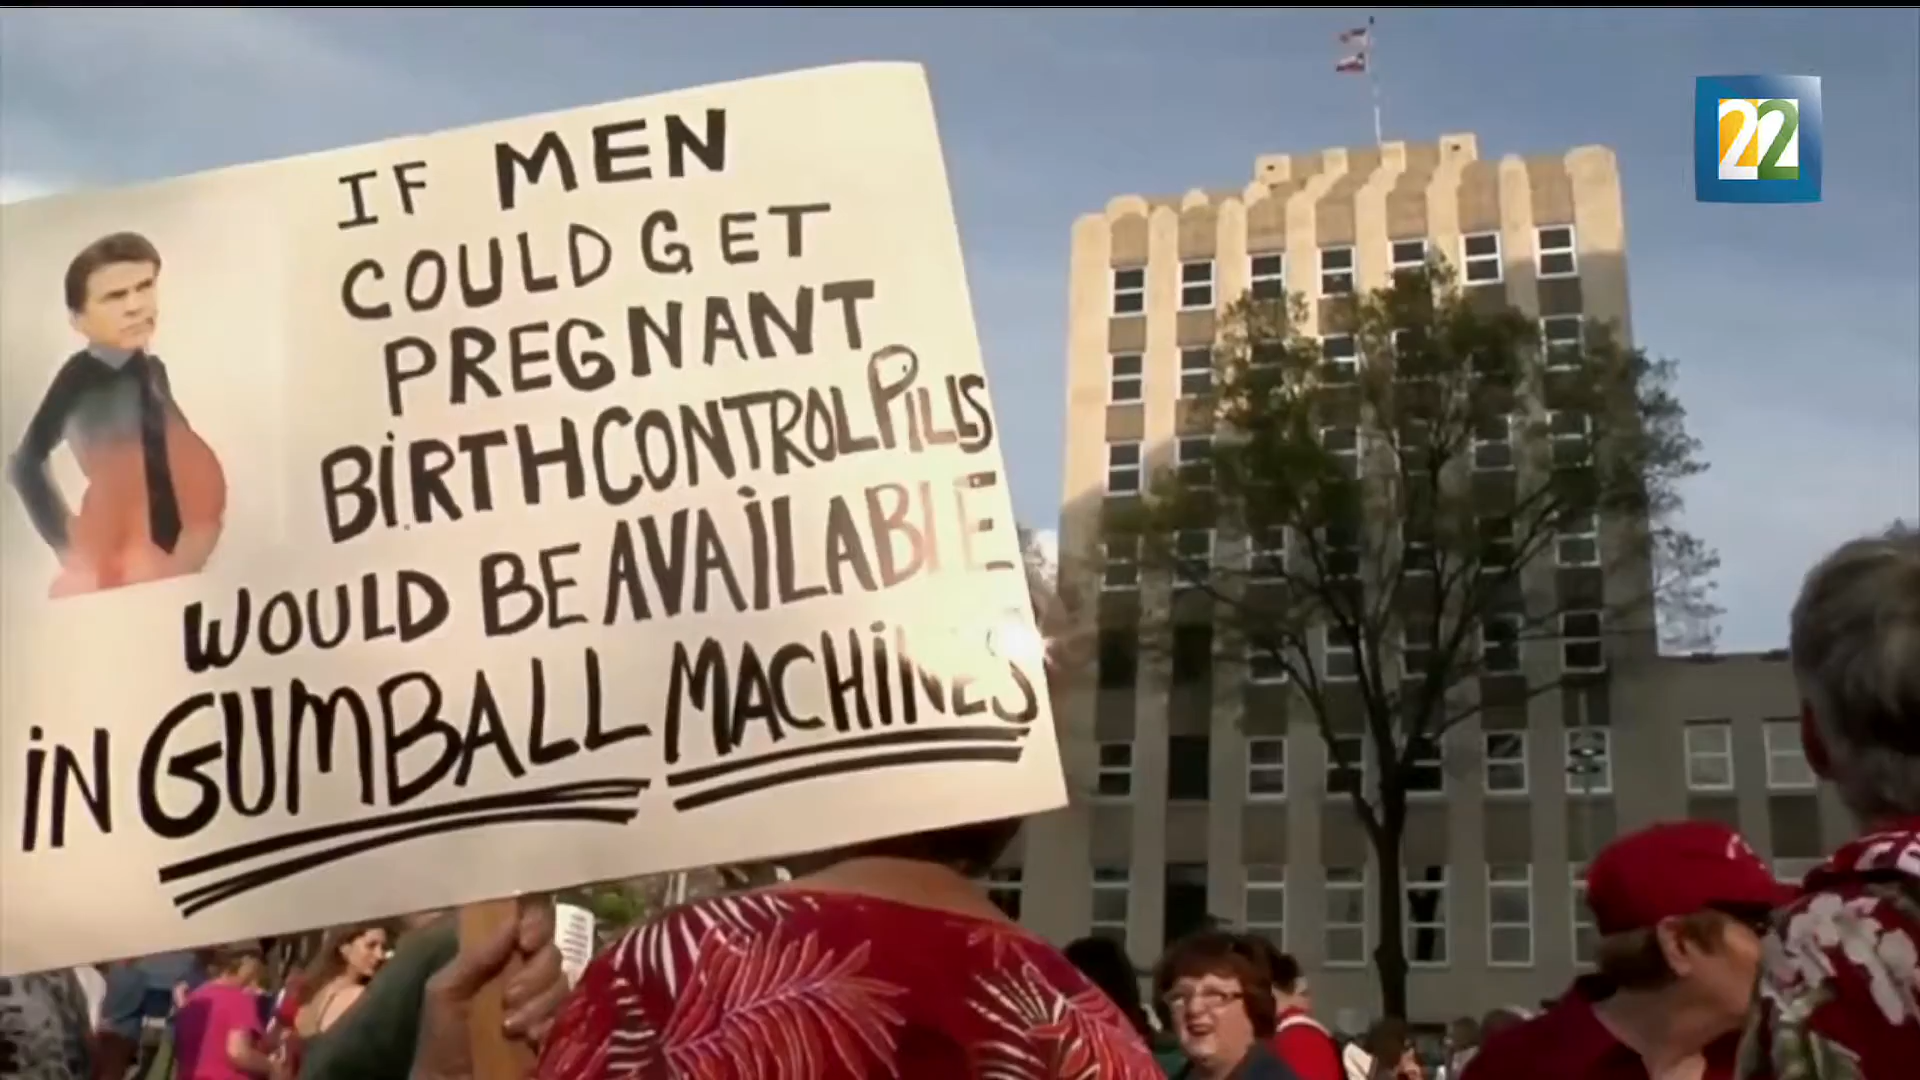 IF MEN
COULD GET
PREGNANT
BIRTH CONTROL PILLS
WOULD BE AVAILABLE
IN GUMBALL MACHINES
22